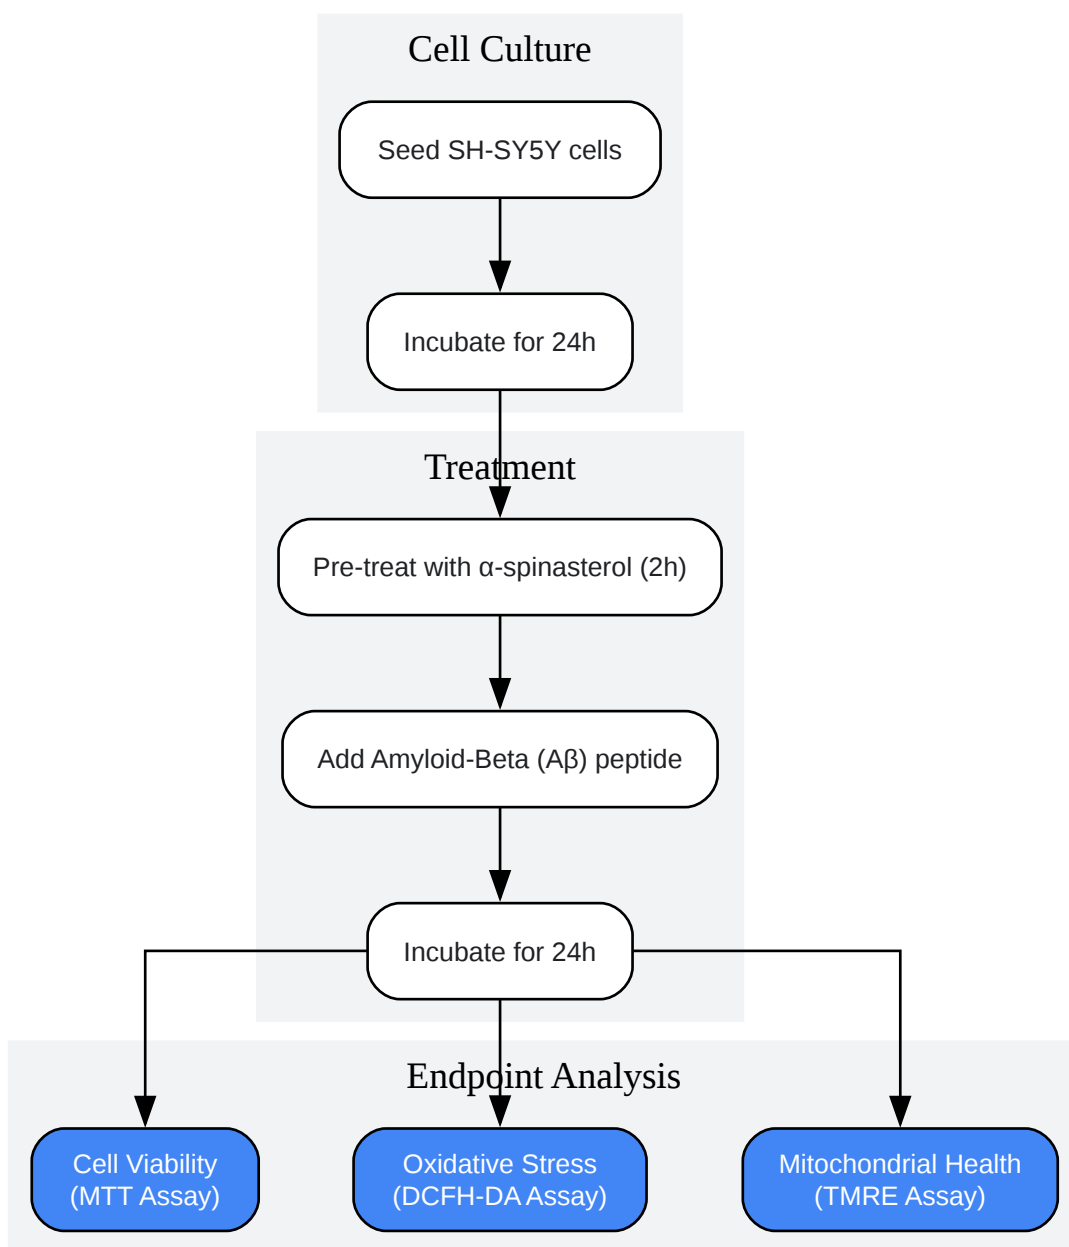 Cell Culture
Seed SH-SY5Y cells
Incubate for 24h
Treatment
Pre-treat with α-spinasterol (2h)
Add Amyloid-Beta (Aβ) peptide
Incubate for 24h
Endpoint Analysis
Cell Viability
(MTT Assay)
Oxidative Stress
(DCFH-DA Assay)
Mitochondrial Health
(TMRE Assay)